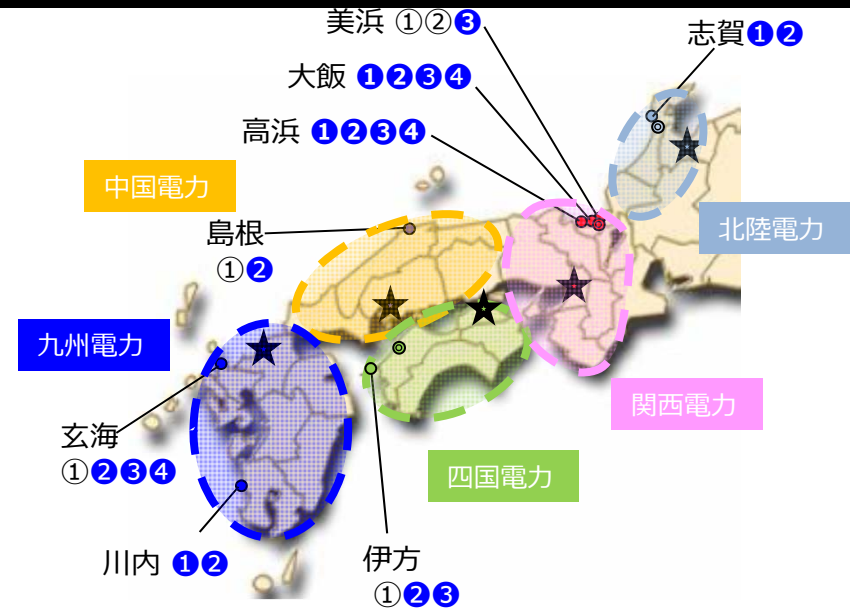 美浜 ①②❸
志賀❶❷
大飯 ❶❷❸❹
高浜 ❶❷❸❹
中国電力
北陸電力
島根
①❷
九州電力
関西電力
玄海
①❷❸❹
四国電力
川内 ❶❷
伊方
①❷❸